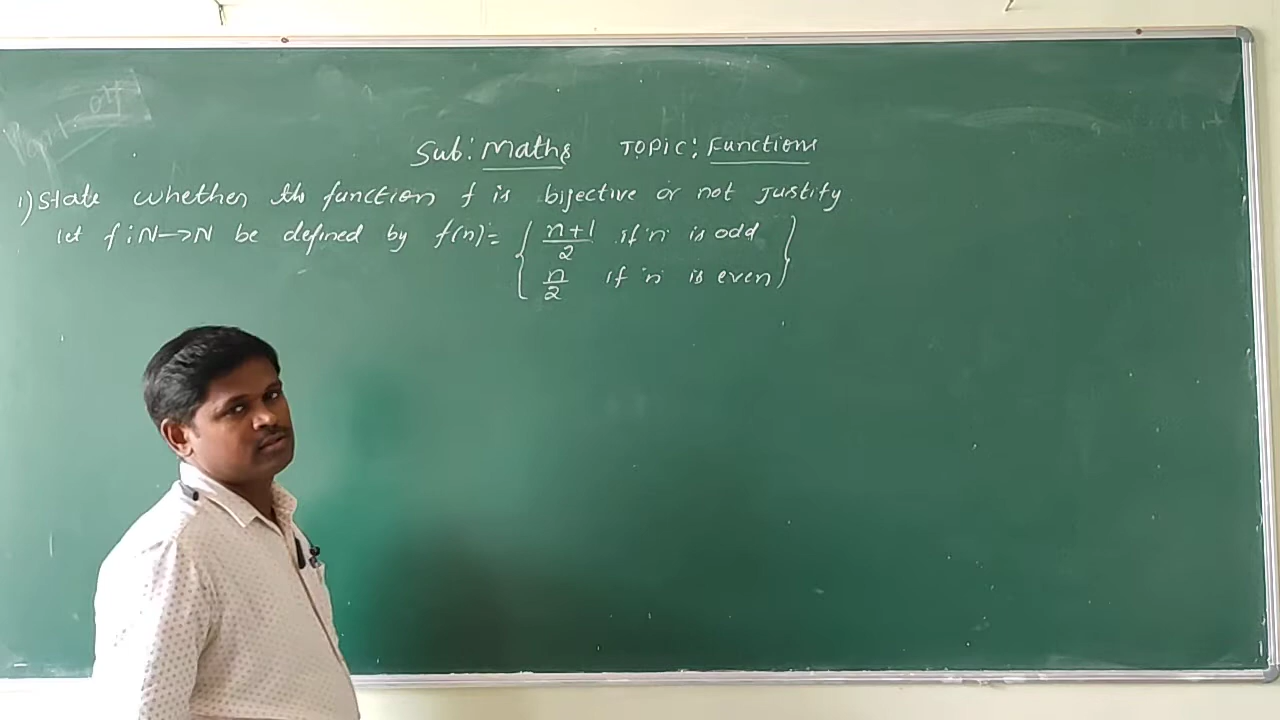 Sub: Maths TOPIC: Functions
1) State whether the function f is bijective or not Justify
let f: N→N be defined by f(n) = { n+1/2 if 'n' is odd
n/2 if 'n' is even }